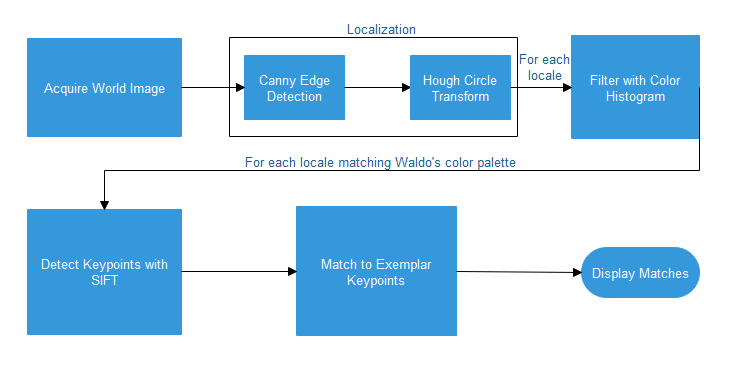 Localization
Acquire World Image
Canny Edge
Detection
Hough Circle
Transform
For each
locale
Filter with Color
Histogram
For each locale matching Waldo's color palette
Detect Keypoints with
SIFT
Match to Exemplar
Keypoints
Display Matches